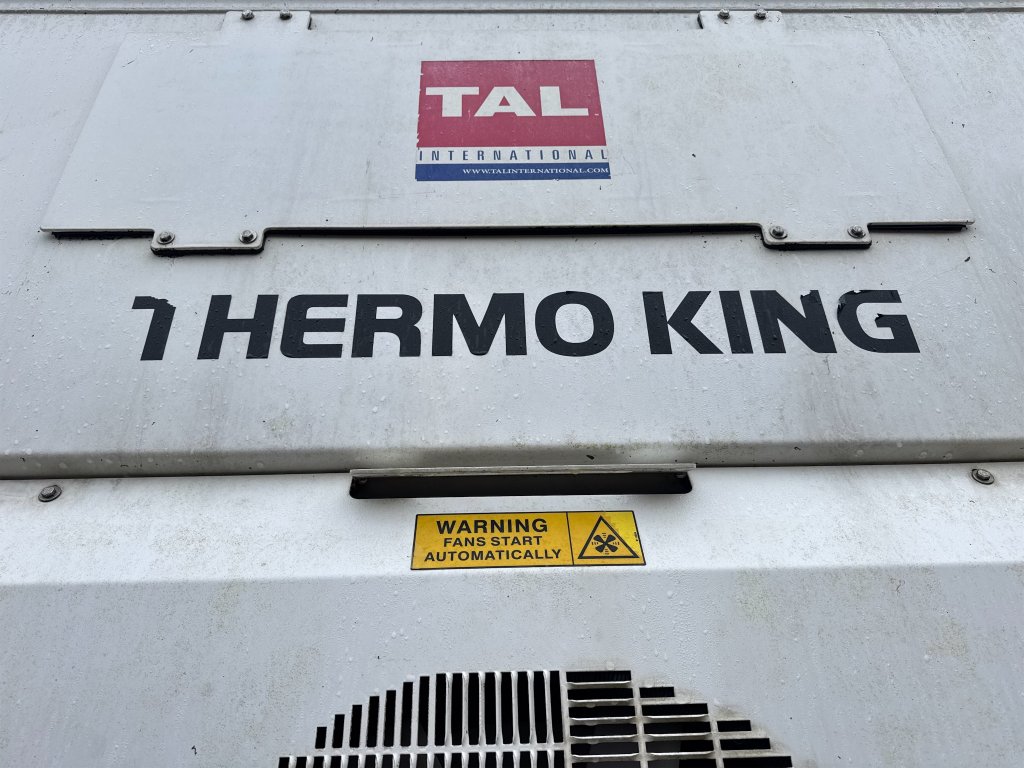 TAL
INTERNATIONAL
WWW.TALINTERNATIONAL.COM
THERMO KING
WARNING
FANS START
AUTOMATICALLY